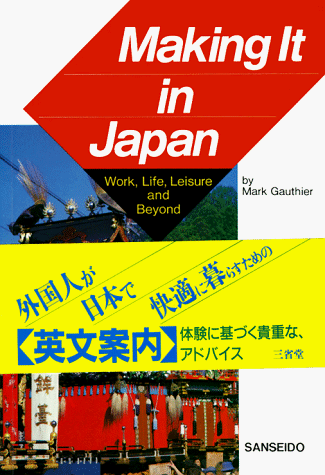 Making It
in
Japan
Work, Life, Leisure
and
Beyond
by
Mark Gauthier
外国人が
日本で
快適に暮らすための
【英文案内】
体験に基づく貴重な、
アドバイス
三省堂
鉾臺
SANSEIDO